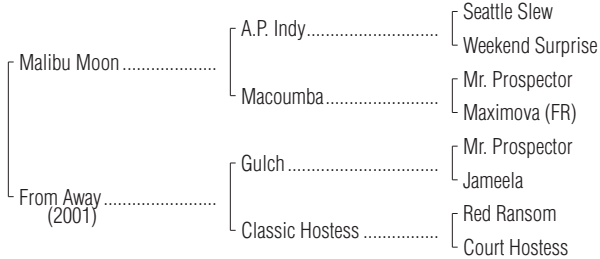 Seattle Slew
A.P. Indy
Weekend Surprise
Malibu Moon
Mr. Prospector
Macoumba
Maximova (FR)
Mr. Prospector
Gulch
Jameela
From Away
(2001)
Red Ransom
Classic Hostess
Court Hostess